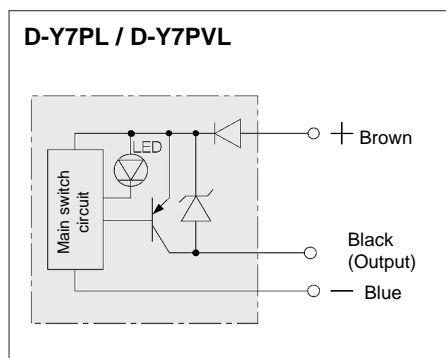 D-Y7PL / D-Y7PVL
LED
Main switch
circuit
+ Brown
Black
(Output)
− Blue